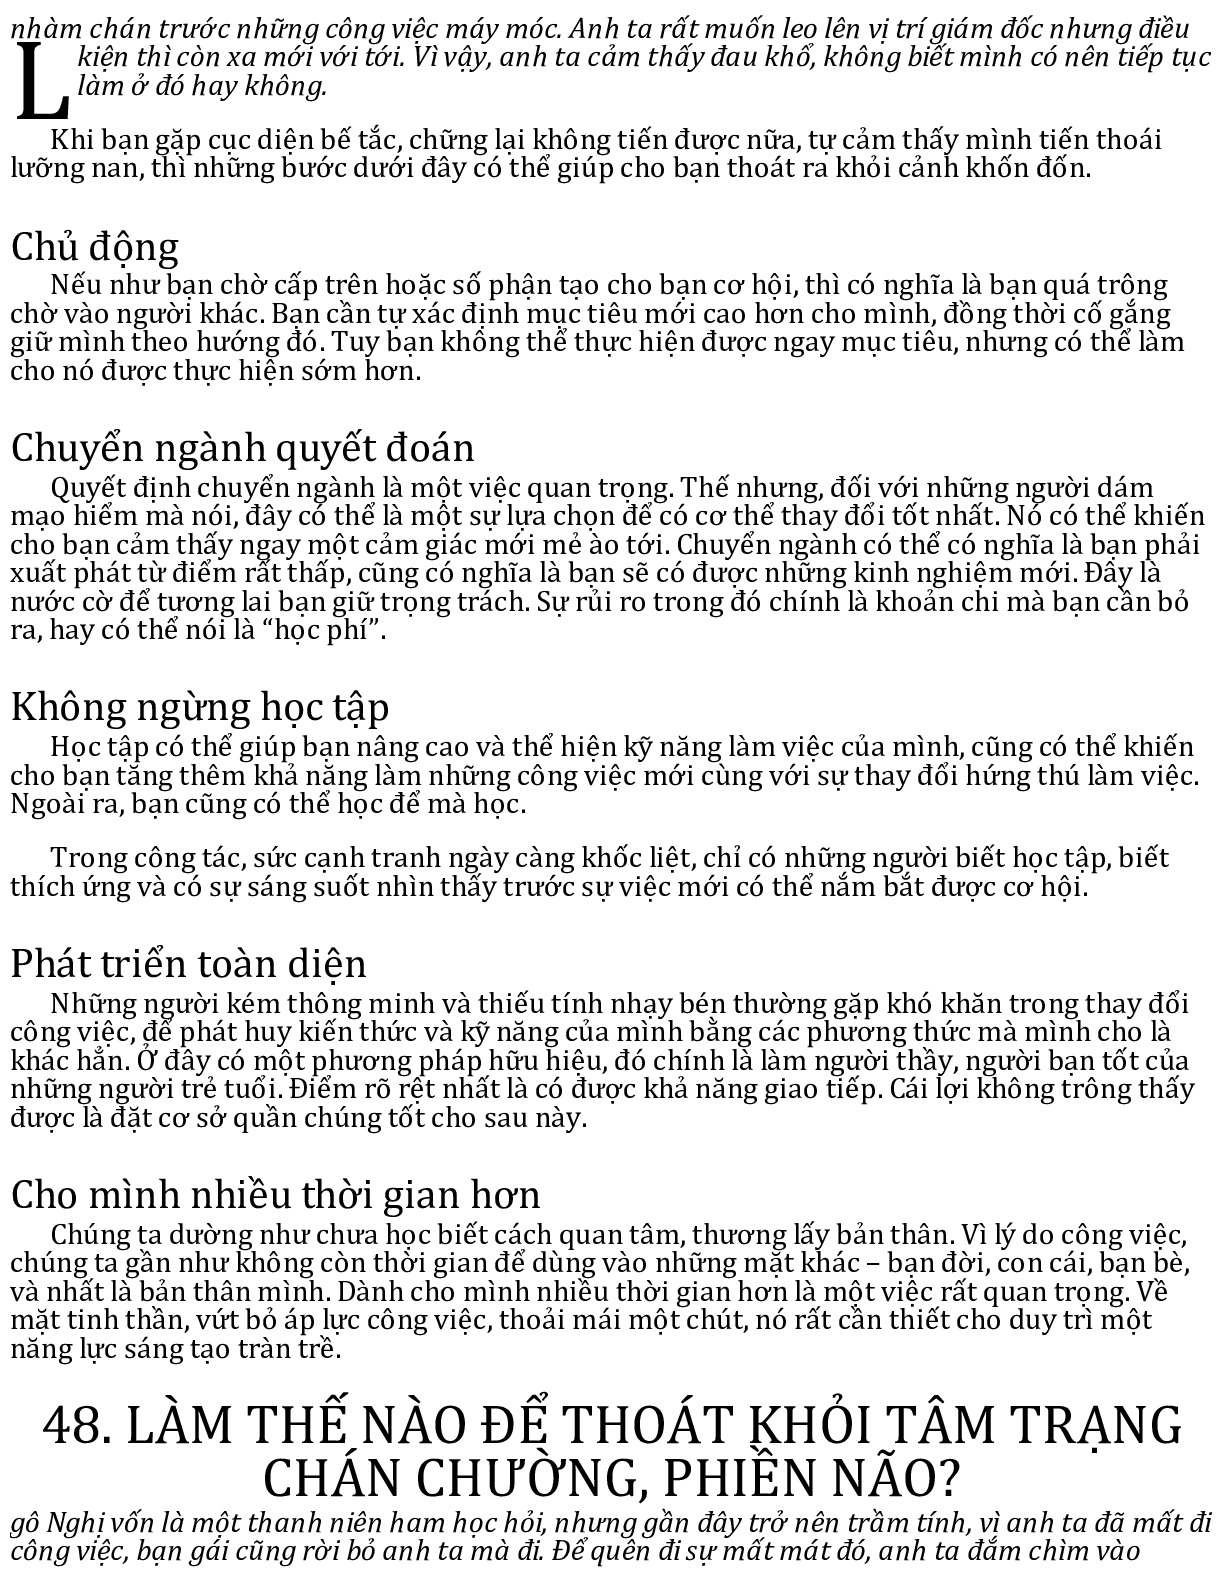 nhàm chán trước những công việc máy móc. Anh ta rất muốn leo lên vị trí giám đốc nhưng điều
L kiện thì còn xa mới với tới. Vì vậy, anh ta cảm thấy đau khổ, không biết mình có nên tiếp tục
làm ở đó hay không.
Khi bạn gặp cục diện bế tắc, chững lại không tiến được nữa, tự cảm thấy mình tiến thoái
lưỡng nan, thì những bước dưới đây có thể giúp cho bạn thoát ra khỏi cảnh khốn đốn.
Chủ động
Nếu như bạn chờ cấp trên hoặc số phận tạo cho bạn cơ hội, thì có nghĩa là bạn quá trông
chờ vào người khác. Bạn cần tự xác định mục tiêu mới cao hơn cho mình, đồng thời cố gắng
giữ mình theo hướng đó. Tuy bạn không thể thực hiện được ngay mục tiêu, nhưng có thể làm
cho nó được thực hiện sớm hơn.
Chuyển ngành quyết đoán
Quyết định chuyển ngành là một việc quan trọng. Thế nhưng, đối với những người dám
mạo hiểm mà nói, đây có thể là một sự lựa chọn để có cơ thể thay đổi tốt nhất. Nó có thể khiến
cho bạn cảm thấy ngay một cảm giác mới mẻ ào tới. Chuyển ngành có thể có nghĩa là bạn phải
xuất phát từ điểm rất thấp, cũng có nghĩa là bạn sẽ có được những kinh nghiệm mới. Đây là
nước cờ để tương lai bạn giữ trọng trách. Sự rủi ro trong đó chính là khoản chi mà bạn cần bỏ
ra, hay có thể nói là “học phí”.
Không ngừng học tập
Học tập có thể giúp bạn nâng cao và thể hiện kỹ năng làm việc của mình, cũng có thể khiến
cho bạn tăng thêm khả năng làm những công việc mới cùng với sự thay đổi hứng thú làm việc.
Ngoài ra, bạn cũng có thể học để mà học.
Trong công tác, sức cạnh tranh ngày càng khốc liệt, chỉ có những người biết học tập, biết
thích ứng và có sự sáng suốt nhìn thấy trước sự việc mới có thể nắm bắt được cơ hội.
Phát triển toàn diện
Những người kém thông minh và thiếu tính nhạy bén thường gặp khó khăn trong thay đổi
công việc, để phát huy kiến thức và kỹ năng của mình bằng các phương thức mà mình cho là
khác hẳn. Ở đây có một phương pháp hữu hiệu, đó chính là làm người thầy, người bạn tốt của
những người trẻ tuổi. Điểm rõ rệt nhất là có được khả năng giao tiếp. Cái lợi không trông thấy
được là đặt cơ sở quần chúng tốt cho sau này.
Cho mình nhiều thời gian hơn
Chúng ta dường như chưa học biết cách quan tâm, thương lấy bản thân. Vì lý do công việc,
chúng ta gần như không còn thời gian để dùng vào những mặt khác – bạn đời, con cái, bạn bè,
và nhất là bản thân mình. Dành cho mình nhiều thời gian hơn là một việc rất quan trọng. Về
mặt tinh thần, vứt bỏ áp lực công việc, thoải mái một chút, nó rất cần thiết cho duy trì một
năng lực sáng tạo tràn trề.
48. LÀM THẾ NÀO ĐỂ THOÁT KHỎI TÂM TRẠNG
CHÁN CHƯỜNG, PHIỀN NÃO?
gô Nghị vốn là một thanh niên ham học hỏi, nhưng gần đây trở nên trầm tính, vì anh ta đã mất đi
công việc, bạn gái cũng rời bỏ anh ta mà đi. Để quên đi sự mất mát đó, anh ta đắm chìm vào